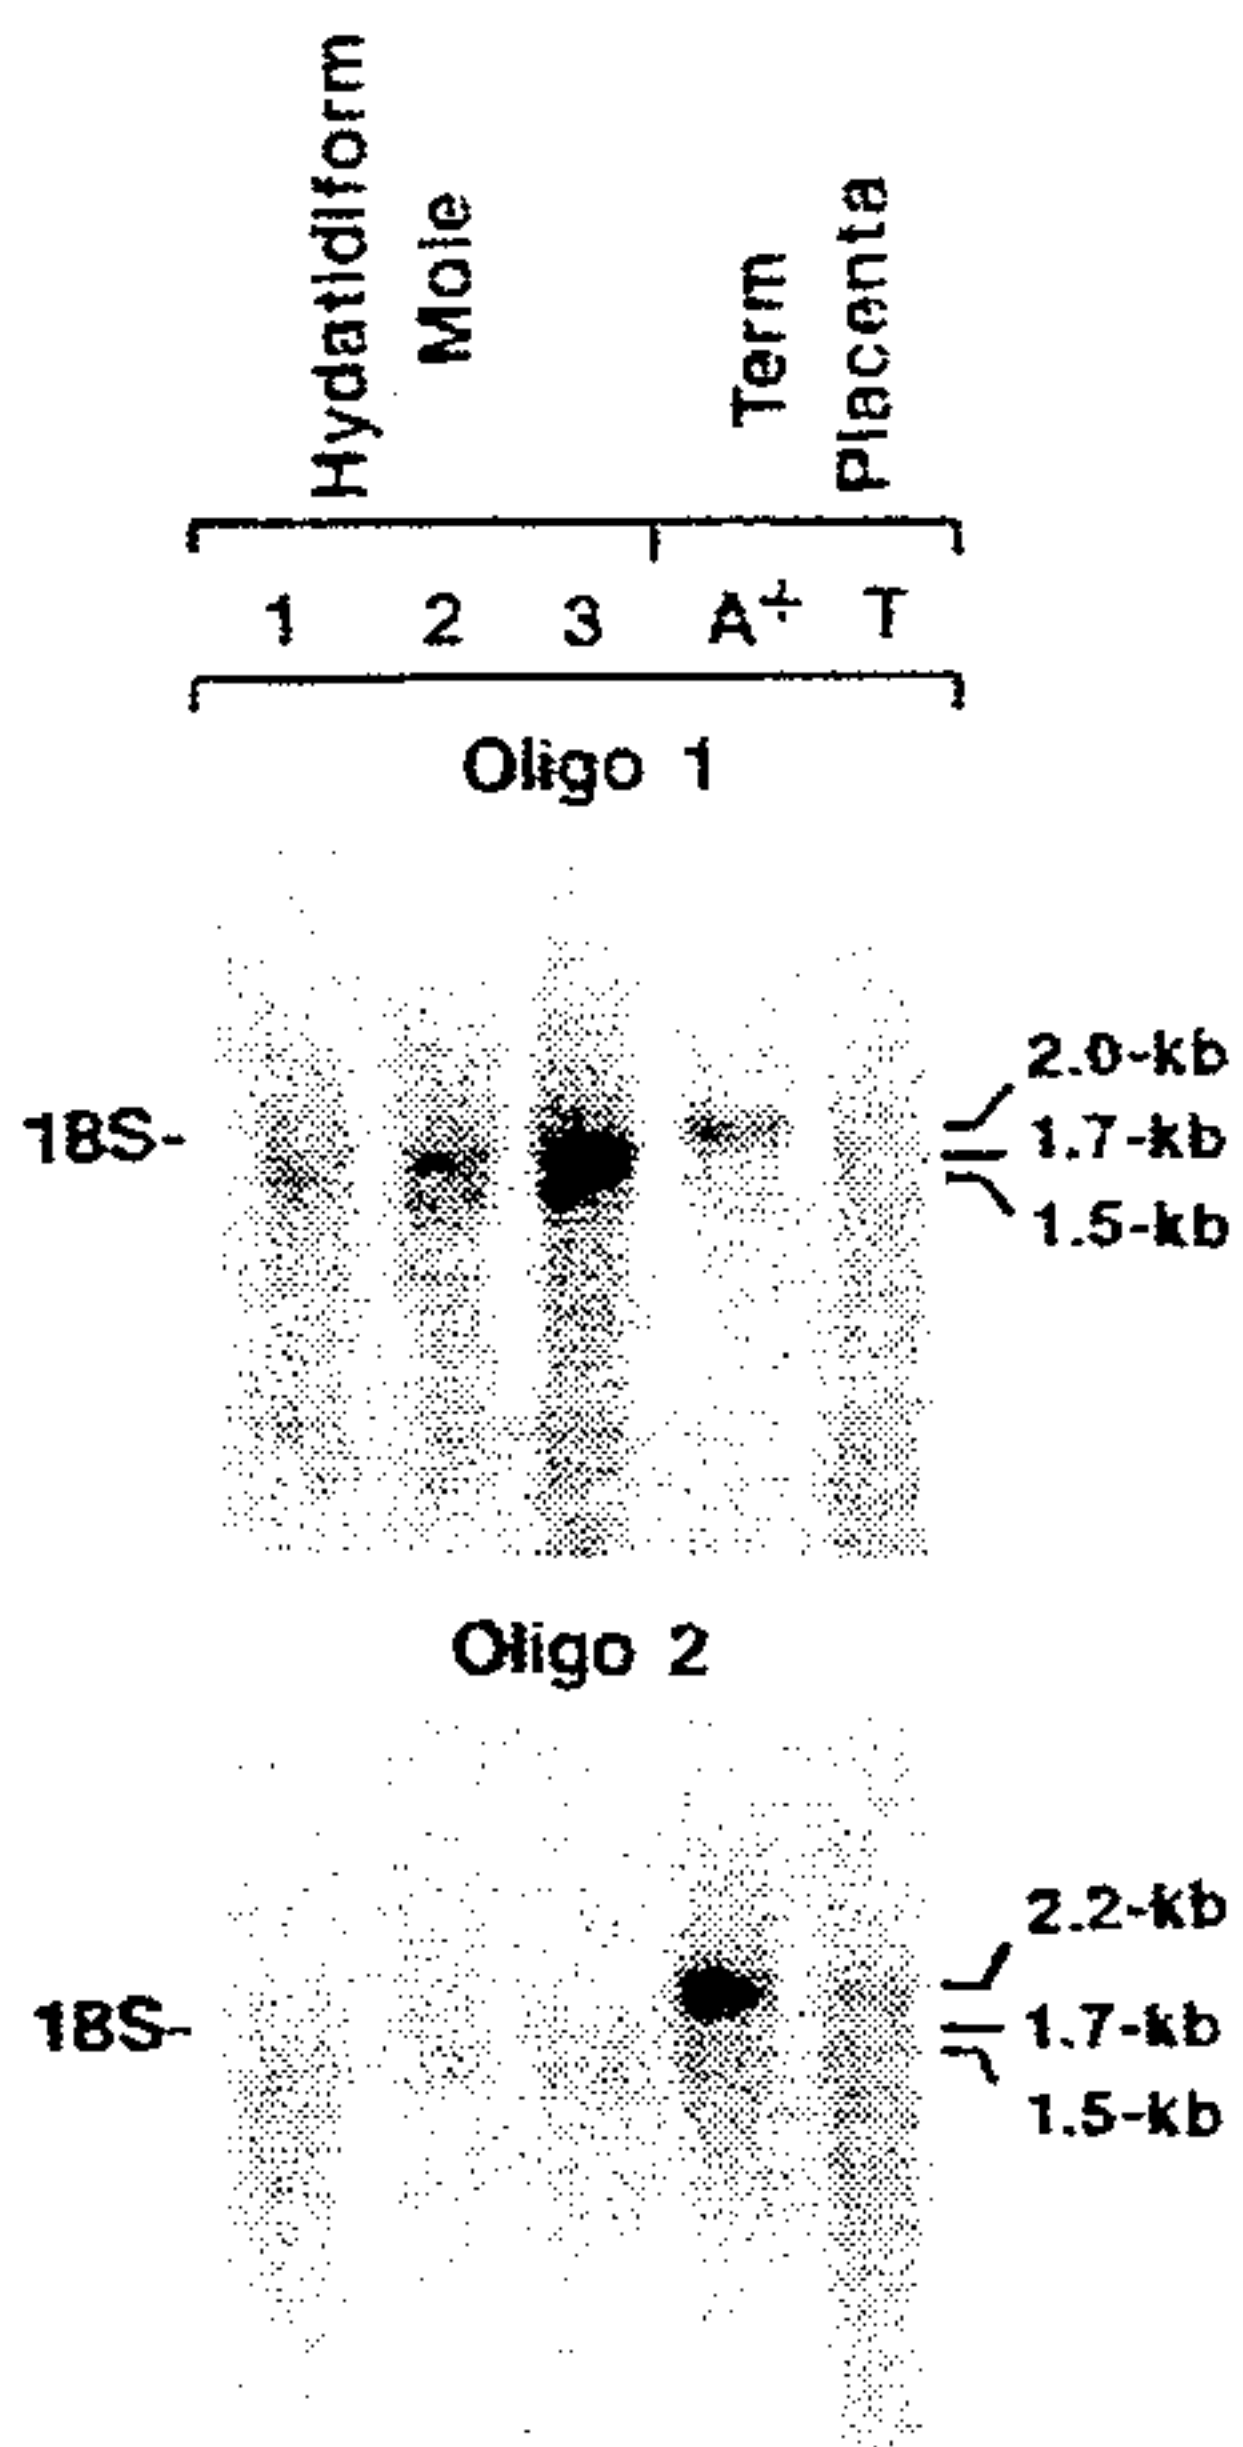 Hydatidiform
Mole
Term
Placenta
1 2 3 A+ T
Oligo 1
2.0-kb
18S-
1.7-kb
1.5-kb
Oligo 2
2.2-kb
18S-
1.7-kb
1.5-kb